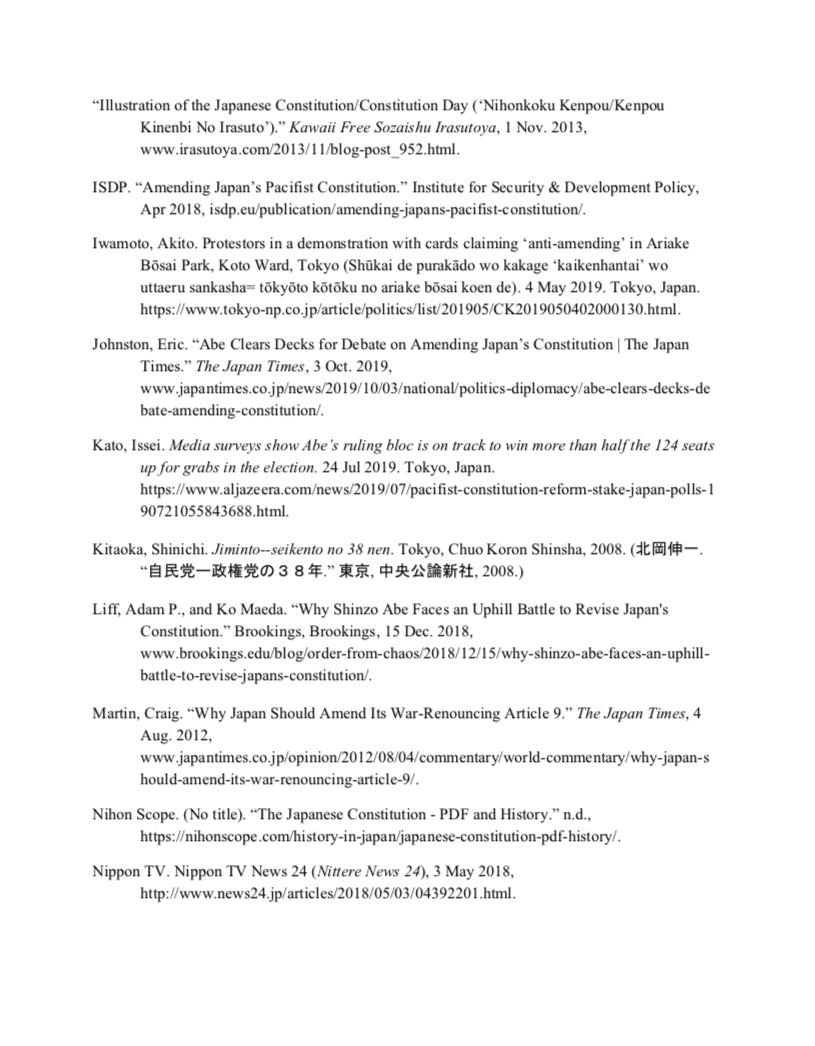 “Illustration of the Japanese Constitution/Constitution Day (‘Nihonkoku Kenpou/Kenpou
Kinenbi No Irasuto’).” Kawaii Free Sozaishu Irasutoya, 1 Nov. 2013,
www.irasutoya.com/2013/11/blog-post_952.html.
ISDP. “Amending Japan’s Pacifist Constitution.” Institute for Security & Development Policy,
Apr 2018, isdp.eu/publication/amending-japans-pacifist-constitution/.
Iwamoto, Akito. Protestors in a demonstration with cards claiming ‘anti-amending’ in Ariake
Bōsai Park, Koto Ward, Tokyo (Shūkai de purakādo wo kakage ‘kaikenhantai’ wo
uttaeru sankasha= tōkyōto kōtōku no ariake bōsai koen de). 4 May 2019. Tokyo, Japan.
https://www.tokyo-np.co.jp/article/politics/list/201905/CK2019050402000130.html.
Johnston, Eric. “Abe Clears Decks for Debate on Amending Japan’s Constitution | The Japan
Times.” The Japan Times, 3 Oct. 2019,
www.japantimes.co.jp/news/2019/10/03/national/politics-diplomacy/abe-clears-decks-de
bate-amending-constitution/.
Kato, Issei. Media surveys show Abe’s ruling bloc is on track to win more than half the 124 seats
up for grabs in the election. 24 Jul 2019. Tokyo, Japan.
https://www.aljazeera.com/news/2019/07/pacifist-constitution-reform-stake-japan-polls-1
90721055843688.html.
Kitaoka, Shinichi. Jiminto--seikento no 38 nen. Tokyo, Chuo Koron Shinsha, 2008. (北岡伸一.
“自民党一政権党の３８年.” 東京, 中央公論新社, 2008.)
Liff, Adam P., and Ko Maeda. “Why Shinzo Abe Faces an Uphill Battle to Revise Japan's
Constitution.” Brookings, Brookings, 15 Dec. 2018,
www.brookings.edu/blog/order-from-chaos/2018/12/15/why-shinzo-abe-faces-an-uphill-
battle-to-revise-japans-constitution/.
Martin, Craig. “Why Japan Should Amend Its War-Renouncing Article 9.” The Japan Times, 4
Aug. 2012,
www.japantimes.co.jp/opinion/2012/08/04/commentary/world-commentary/why-japan-s
hould-amend-its-war-renouncing-article-9/.
Nihon Scope. (No title). “The Japanese Constitution - PDF and History.” n.d.,
https://nihonscope.com/history-in-japan/japanese-constitution-pdf-history/.
Nippon TV. Nippon TV News 24 (Nittere News 24), 3 May 2018,
http://www.news24.jp/articles/2018/05/03/04392201.html.